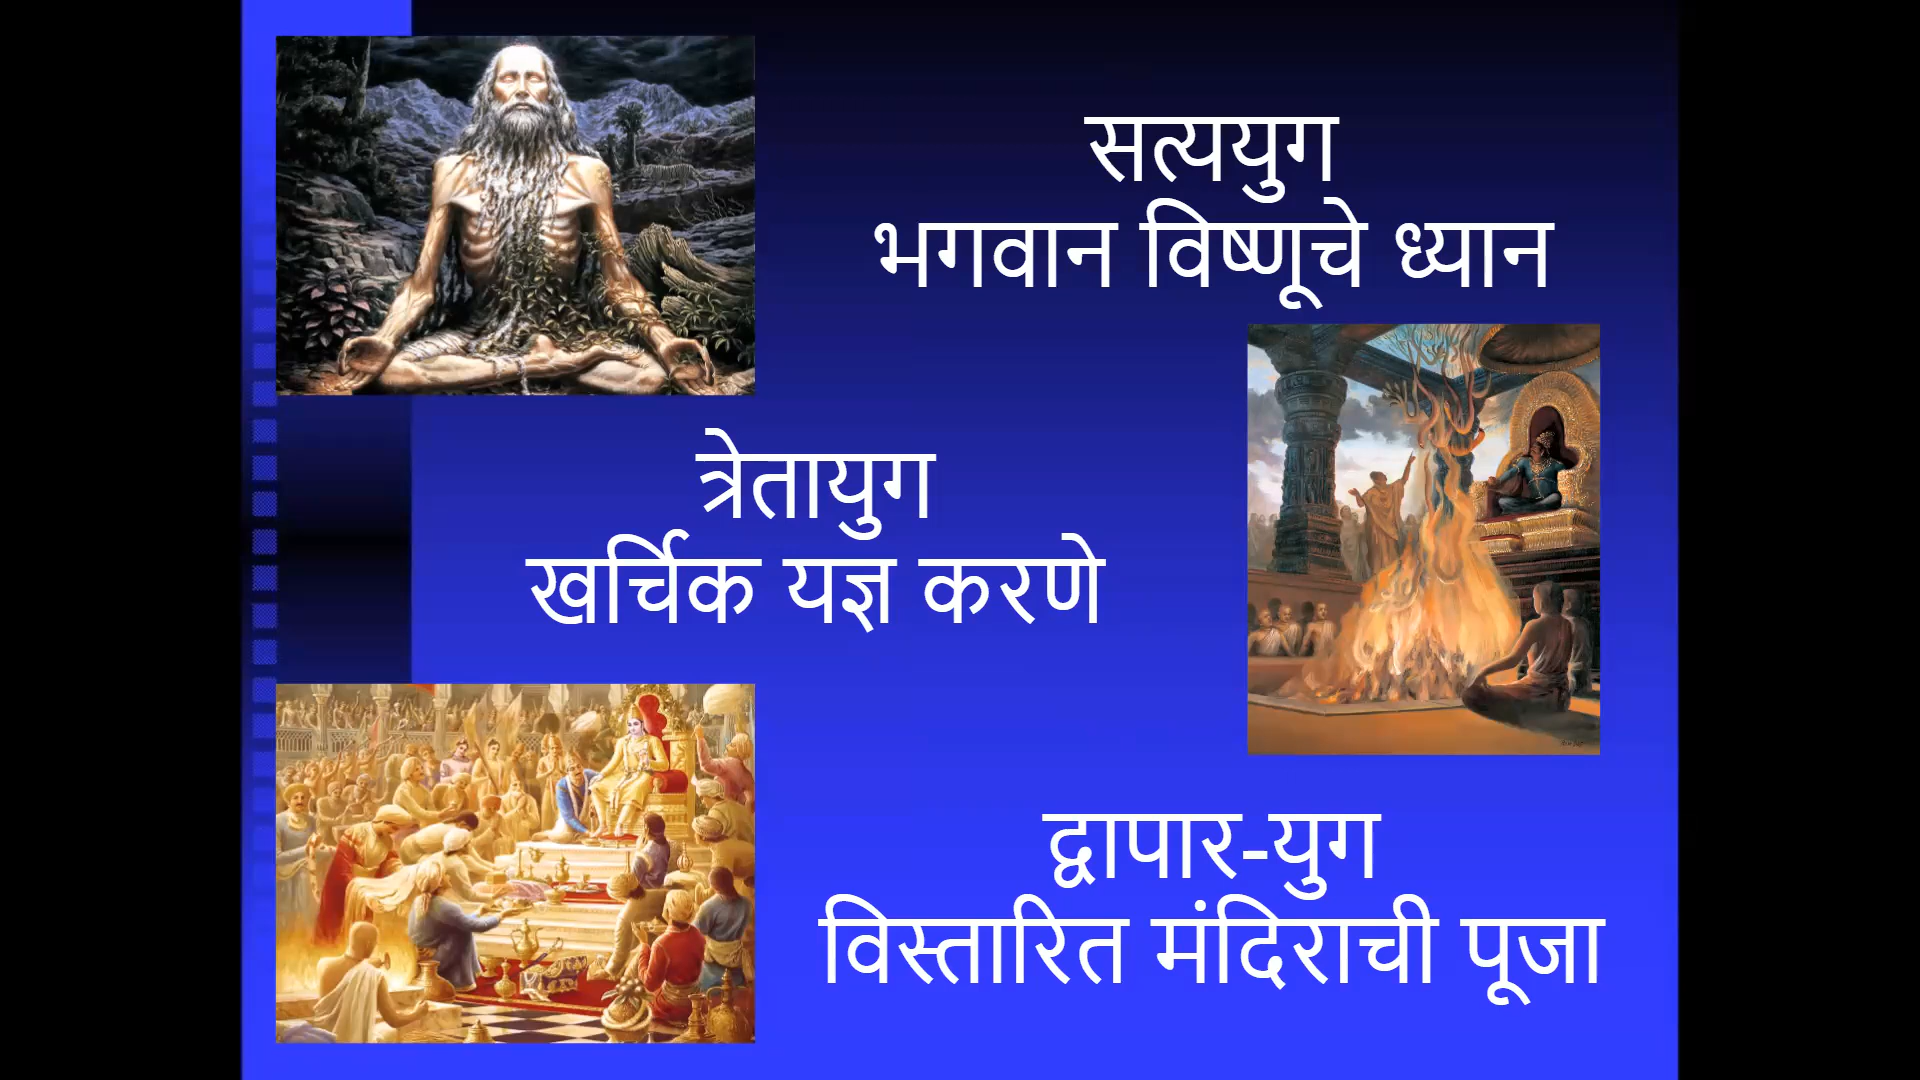 सत्ययुग
भगवान विष्णूचे ध्यान
त्रेतायुग
खर्चिक यज्ञ करणे
द्वापार-युग
विस्तारित मंदिराची पूजा